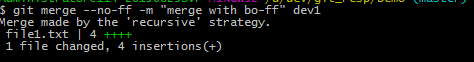 $ git merge --no-ff -m "merge with bo-ff" dev1
Merge made by the 'recursive' strategy.
file1.txt | 4 ++++
1 file changed, 4 insertions(+)